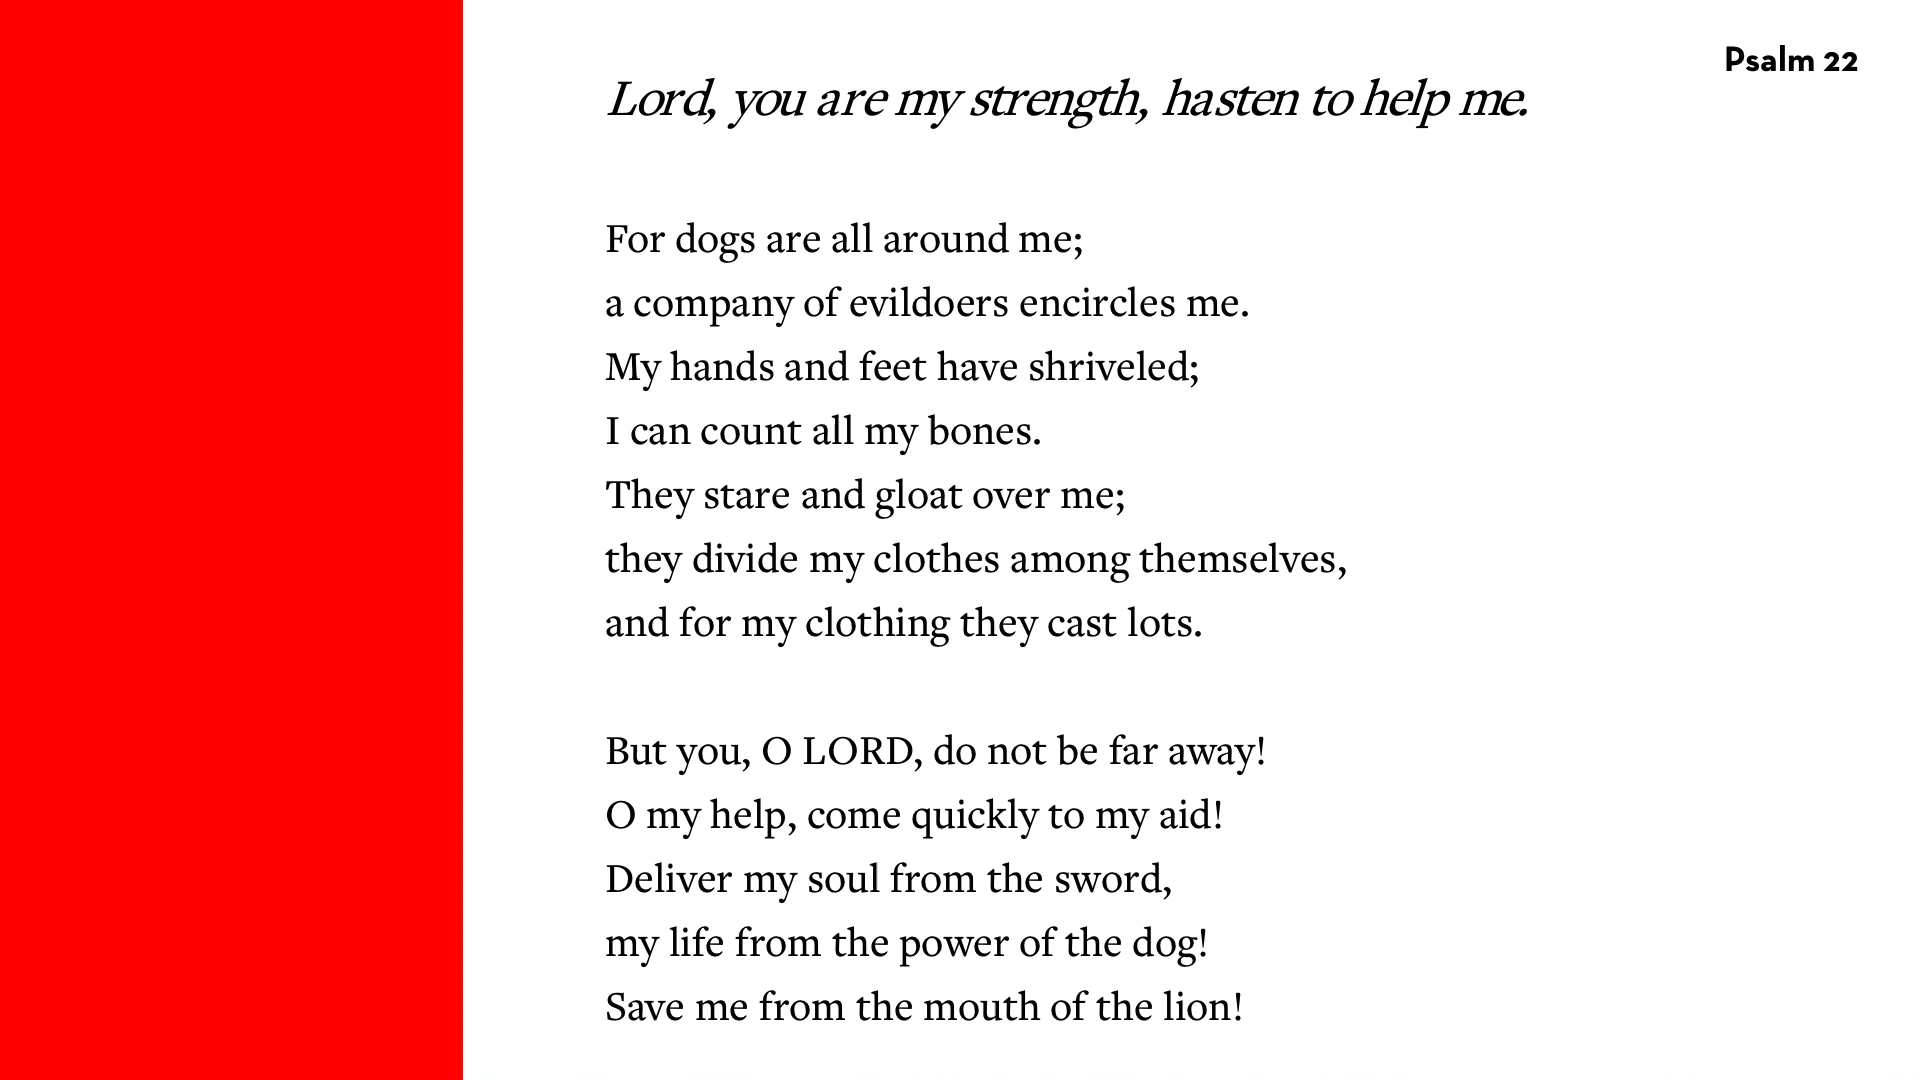 Psalm 22
Lord, you are my strength, hasten to help me.
For dogs are all around me;
a company of evildoers encircles me.
My hands and feet have shriveled;
I can count all my bones.
They stare and gloat over me;
they divide my clothes among themselves,
and for my clothing they cast lots.
But you, O LORD, do not be far away!
O my help, come quickly to my aid!
Deliver my soul from the sword,
my life from the power of the dog!
Save me from the mouth of the lion!